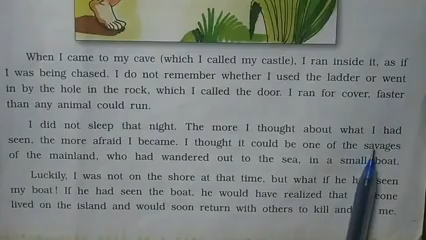 When I came to my cave (which I called my castle), I ran inside it, as if
I was being chased. I do not remember whether I used the ladder or went
in by the hole in the rock, which I called the door. I ran for cover, faster
than any animal could run.
I did not sleep that night. The more I thought about what I had
seen, the more afraid I became. I thought it could be one of the savages
of the mainland, who had wandered out to the sea, in a small boat.
Luckily, I was not on the shore at that time, but what if he had seen
my boat! If he had seen the boat, he would have realized that
lived on the island and would soon return with others to kill and me.